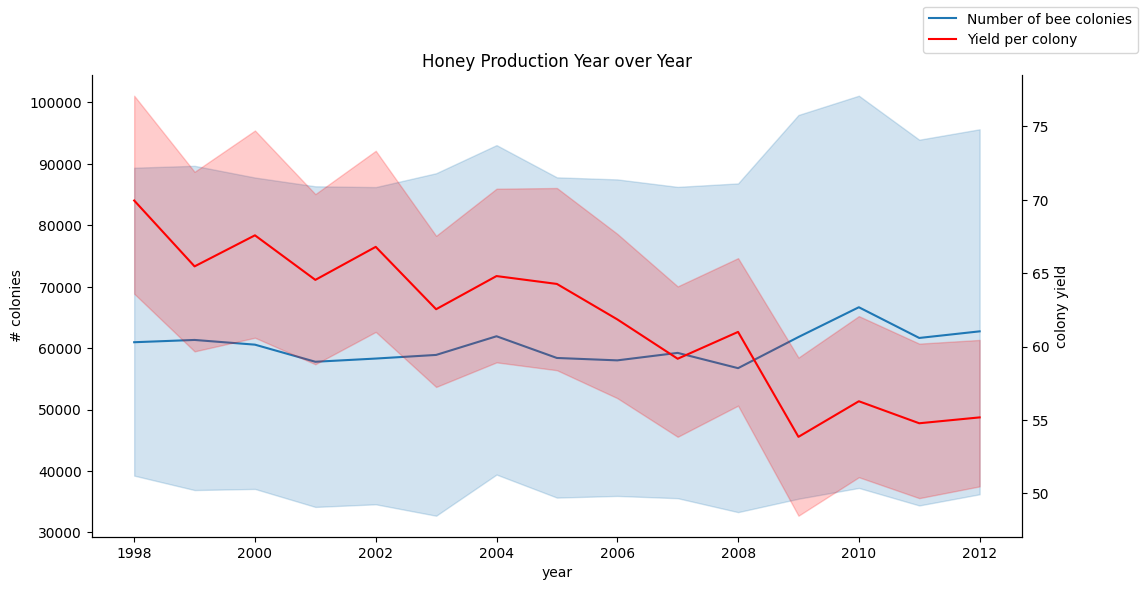 Number of bee colonies
Yield per colony
Honey Production Year over Year
100000
90000
80000
70000
60000
50000
40000
30000
# colonies
75
70
65
60
55
50
colony yield
1998 2000 2002 2004 2006 2008 2010 2012
year